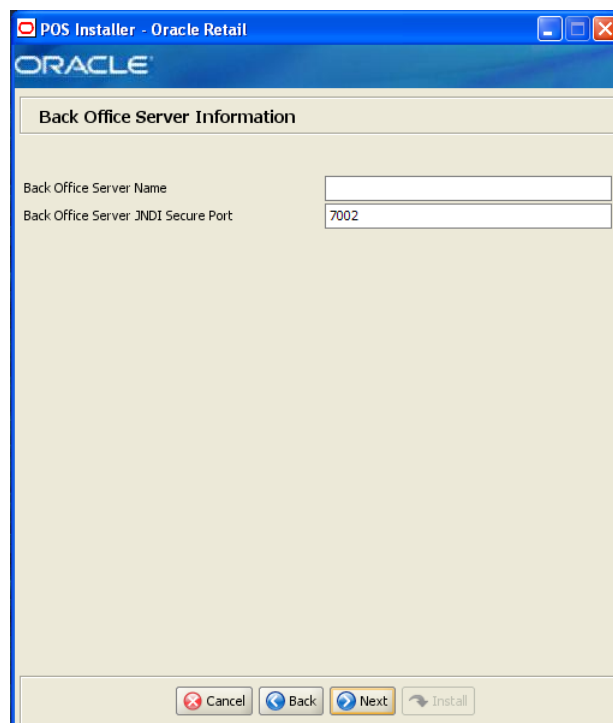 POS Installer - Oracle Retail
ORACLE
Back Office Server Information
Back Office Server Name
Back Office Server JNDI Secure Port 7002
Cancel Back Next Install